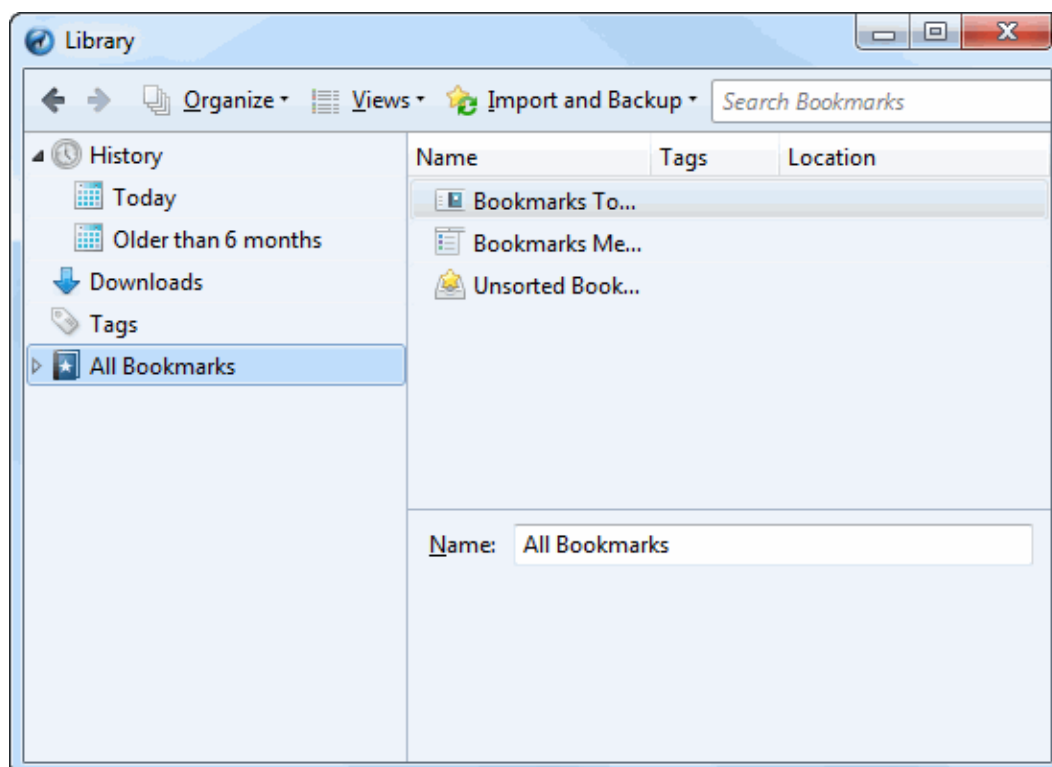 Library
Organize Views Import and Backup Search Bookmarks
History
Today
Older than 6 months
Downloads
Tags
All Bookmarks
Name Tags Location
Bookmarks To...
Bookmarks Me...
Unsorted Book...
Name: All Bookmarks